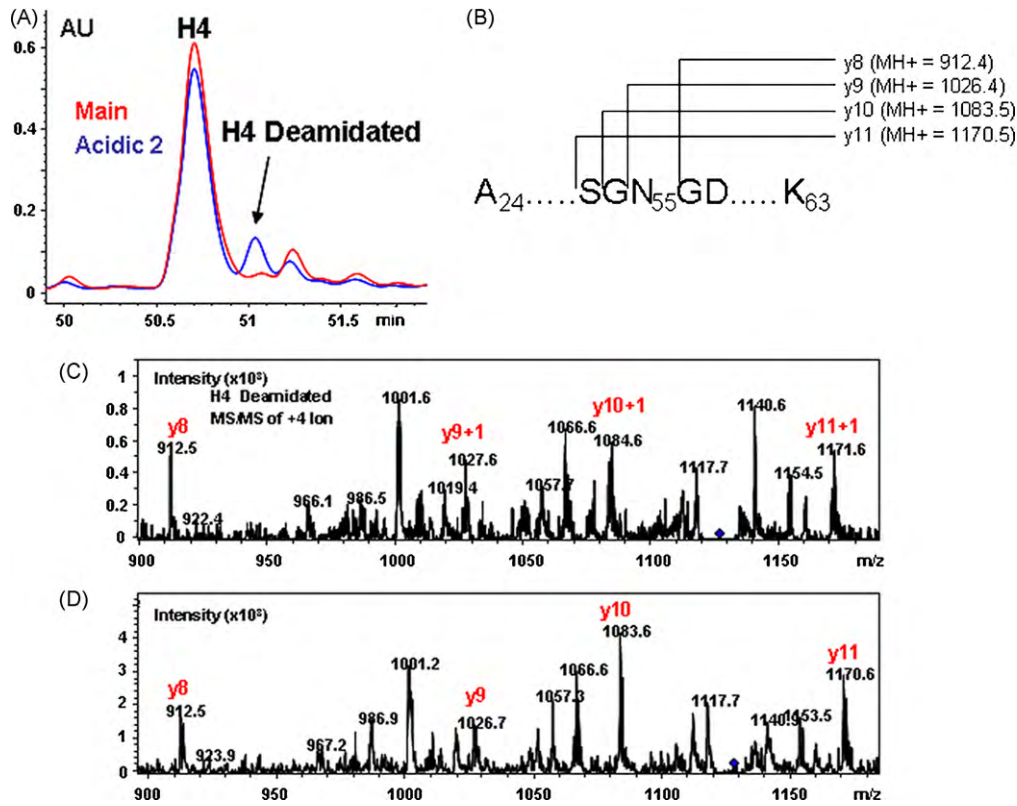 (A)
AU
H4
0.6
Main
Acidic 2
H4 Deamidated
0.4
0.2
0
50
50.5
51
51.5
min
(B)
y8 (MH+ = 912.4)
y9 (MH+ = 1026.4)
y10 (MH+ = 1083.5)
y11 (MH+ = 1170.5)
A24.....SGN55GD.....K63
(C)
Intensity (x10³)
H4 Deamidated
MS/MS of +4 Ion
1
0.8
0.6
0.4
0.2
0
y8
912.5
922.4
966.1
986.5
1001.6
1019.4
y9+1
1027.6
1057.7
1066.6
y10+1
1084.6
1117.7
1140.6
1154.5
y11+1
1171.6
900
950
1000
1050
1100
1150
m/z
(D)
Intensity (x10³)
4
3
2
1
0
y8
912.5
923.9
967.2
986.9
1001.2
y9
1026.7
1057.3
1066.6
y10
1083.6
1117.7
1153.5
y11
1170.6
900
950
1000
1050
1100
1150
m/z